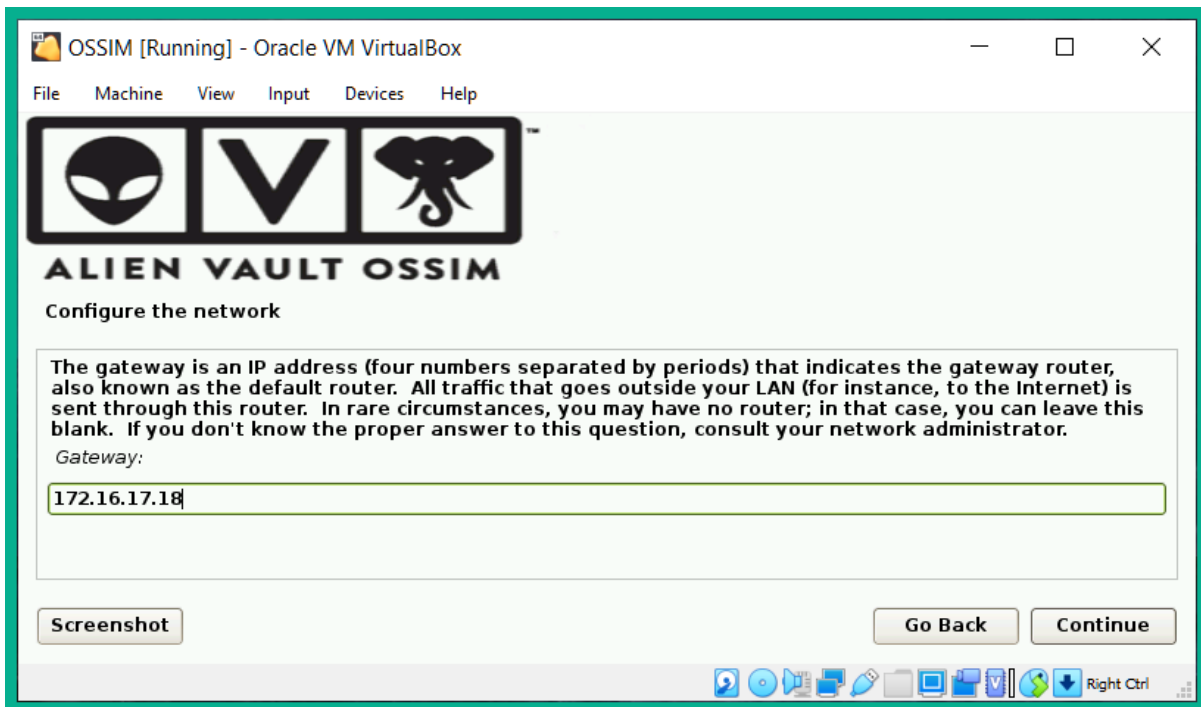 OSSIM [Running] - Oracle VM VirtualBox
File Machine View Input Devices Help
V
™
ALIEN VAULT OSSIM
Configure the network
The gateway is an IP address (four numbers separated by periods) that indicates the gateway router,
also known as the default router. All traffic that goes outside your LAN (for instance, to the Internet) is
sent through this router. In rare circumstances, you may have no router; in that case, you can leave this
blank. If you don't know the proper answer to this question, consult your network administrator.
Gateway:
172.16.17.18
Screenshot Go Back Continue
Right Ctrl